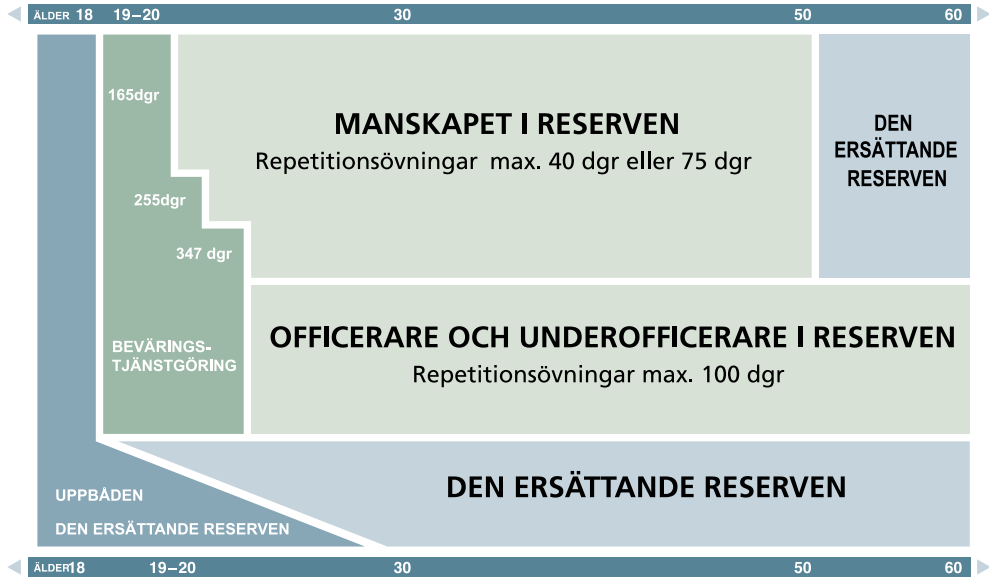 ÅLDER 18 19–20 30 50 60
165dgr
255dgr
347 dgr
BEVÄRINGS-
TJÄNSTGÖRING
MANSKAPET I RESERVEN
Repetitionsövningar max. 40 dgr eller 75 dgr
DEN
ERSÄTTANDE
RESERVEN
OFFICERARE OCH UNDEROFFICERARE I RESERVEN
Repetitionsövningar max. 100 dgr
DEN ERSÄTTANDE RESERVEN
UPPBÅDEN
DEN ERSÄTTANDE RESERVEN
ÅLDER18 19–20 30 50 60